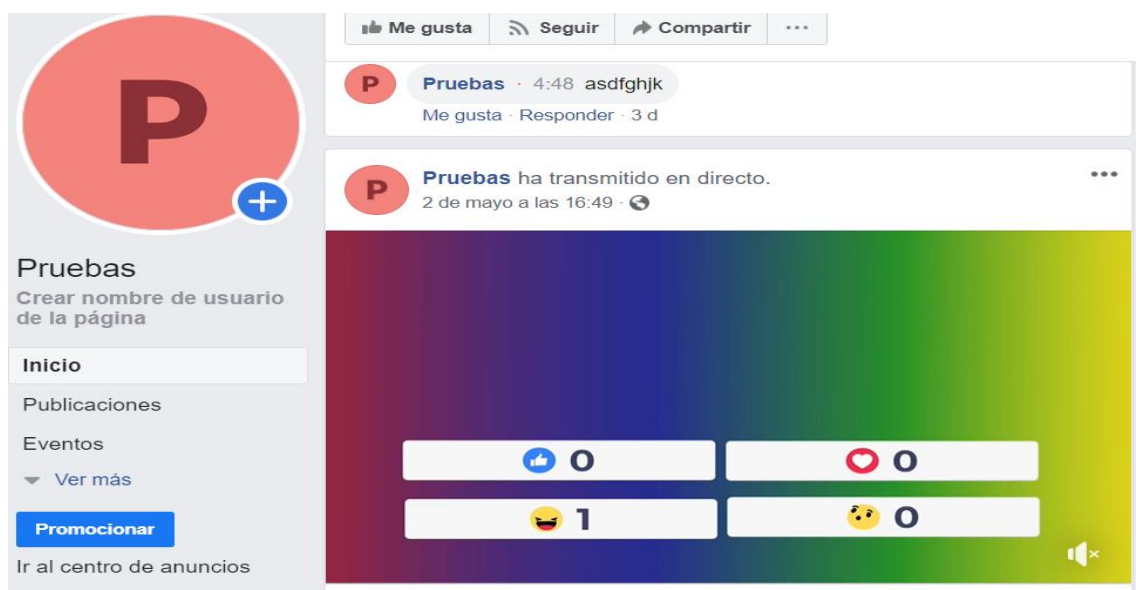 P
Pruebas
Crear nombre de usuario
de la página
Inicio
Publicaciones
Eventos
Ver más
Promocionar
Ir al centro de anuncios
Me gusta Seguir Compartir ...
P Pruebas · 4:48 asdfghjk
Me gusta · Responder · 3 d
P Pruebas ha transmitido en directo.
2 de mayo a las 16:49 ·
0 0
1 0